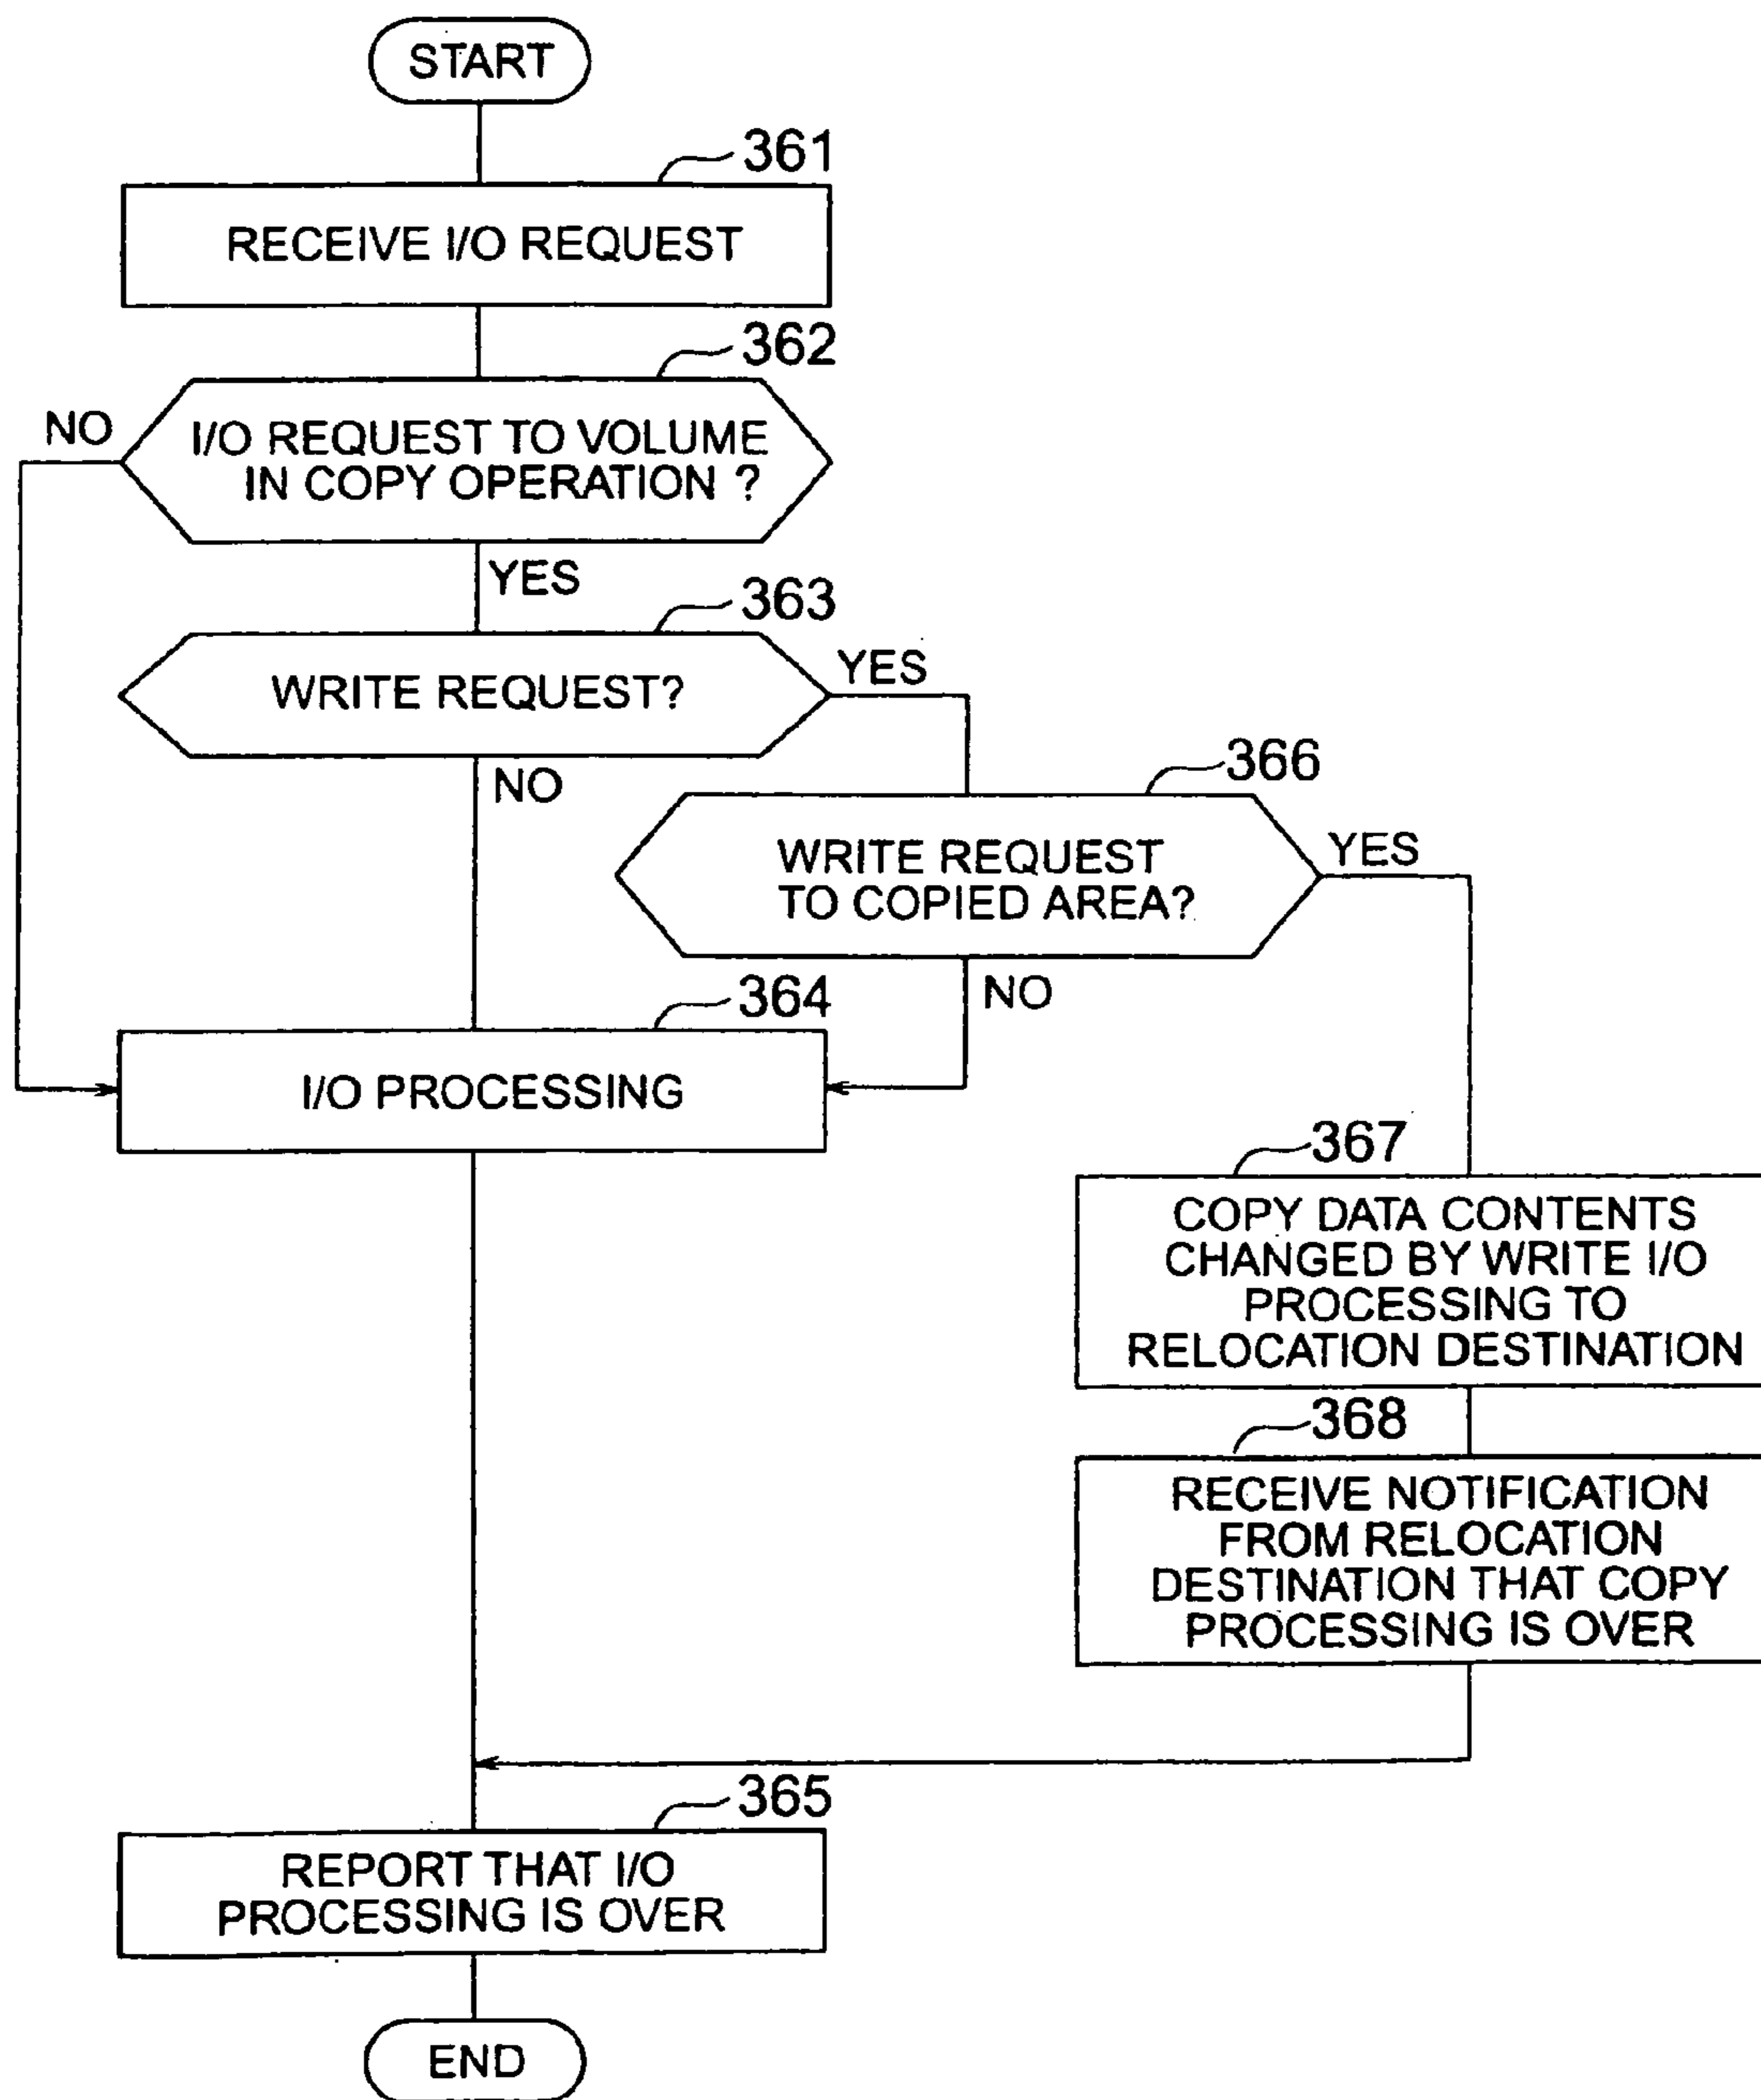 START
361
RECEIVE I/O REQUEST
362
NO
I/O REQUEST TO VOLUME
IN COPY OPERATION ?
YES
363
WRITE REQUEST?
YES
NO
366
WRITE REQUEST
TO COPIED AREA?
YES
NO
364
I/O PROCESSING
367
COPY DATA CONTENTS
CHANGED BY WRITE I/O
PROCESSING TO
RELOCATION DESTINATION
368
RECEIVE NOTIFICATION
FROM RELOCATION
DESTINATION THAT COPY
PROCESSING IS OVER
365
REPORT THAT I/O
PROCESSING IS OVER
END